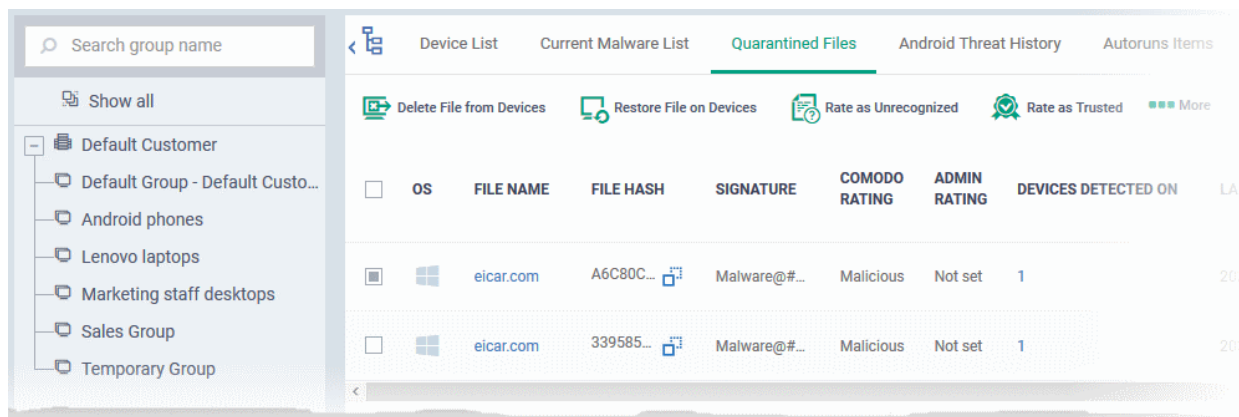 Search group name
Show all
Default Customer
Default Group - Default Custo...
Android phones
Lenovo laptops
Marketing staff desktops
Sales Group
Temporary Group
Device List Current Malware List Quarantined Files Android Threat History Autoruns Items
Delete File from Devices Restore File on Devices Rate as Unrecognized Rate as Trusted More
OS FILE NAME FILE HASH SIGNATURE COMODO RATING ADMIN RATING DEVICES DETECTED ON LA
eicar.com A6C80C... Malware@#... Malicious Not set 1 20
eicar.com 339585... Malware@#... Malicious Not set 1 20